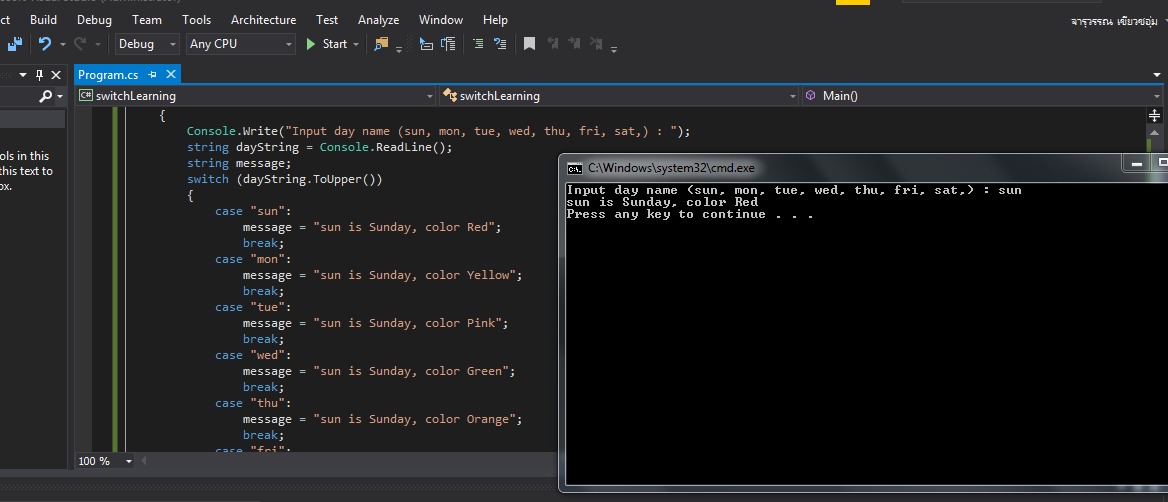 ct Build Debug Team Tools Architecture Test Analyze Window Help
จารุวรรณ เขียวชอุ่ม
Debug Any CPU Start
Program.cs
switchLearning switchLearning Main()
ols in this
this text to
ox.
{
Console.Write("Input day name (sun, mon, tue, wed, thu, fri, sat,) : ");
string dayString = Console.ReadLine();
string message;
switch (dayString.ToUpper())
{
case "sun":
message = "sun is Sunday, color Red";
break;
case "mon":
message = "sun is Sunday, color Yellow";
break;
case "tue":
message = "sun is Sunday, color Pink";
break;
case "wed":
message = "sun is Sunday, color Green";
break;
case "thu":
message = "sun is Sunday, color Orange";
break;
case "fri":
100 %
C:\Windows\system32\cmd.exe
Input day name (sun, mon, tue, wed, thu, fri, sat,) : sun
sun is Sunday, color Red
Press any key to continue . . .